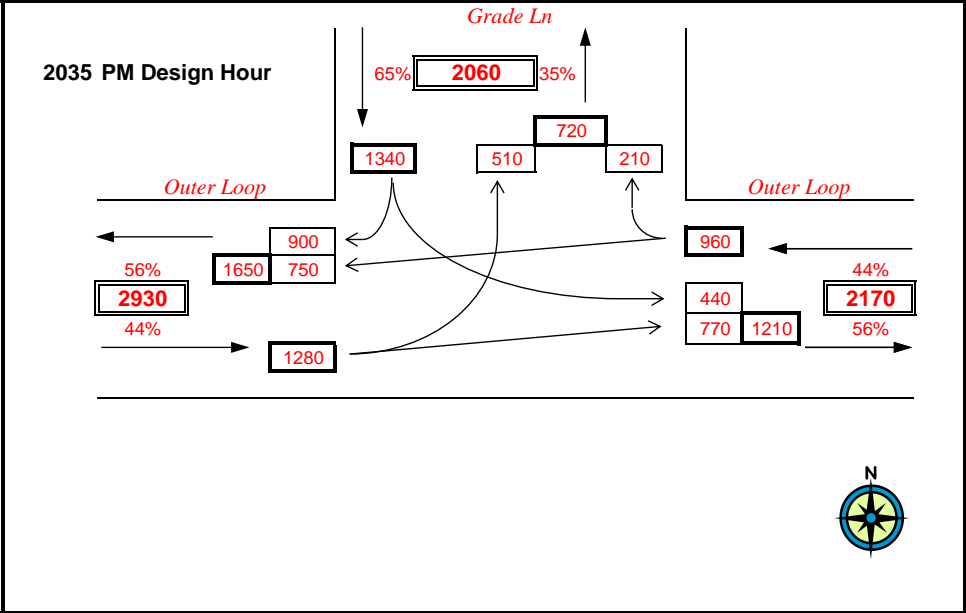 Grade Ln
2035 PM Design Hour
65% 2060 35%
720
1340 510 210
Outer Loop Outer Loop
900 960
56% 1650 750 44%
2930 440 2170
44% 770 1210 56%
1280
N